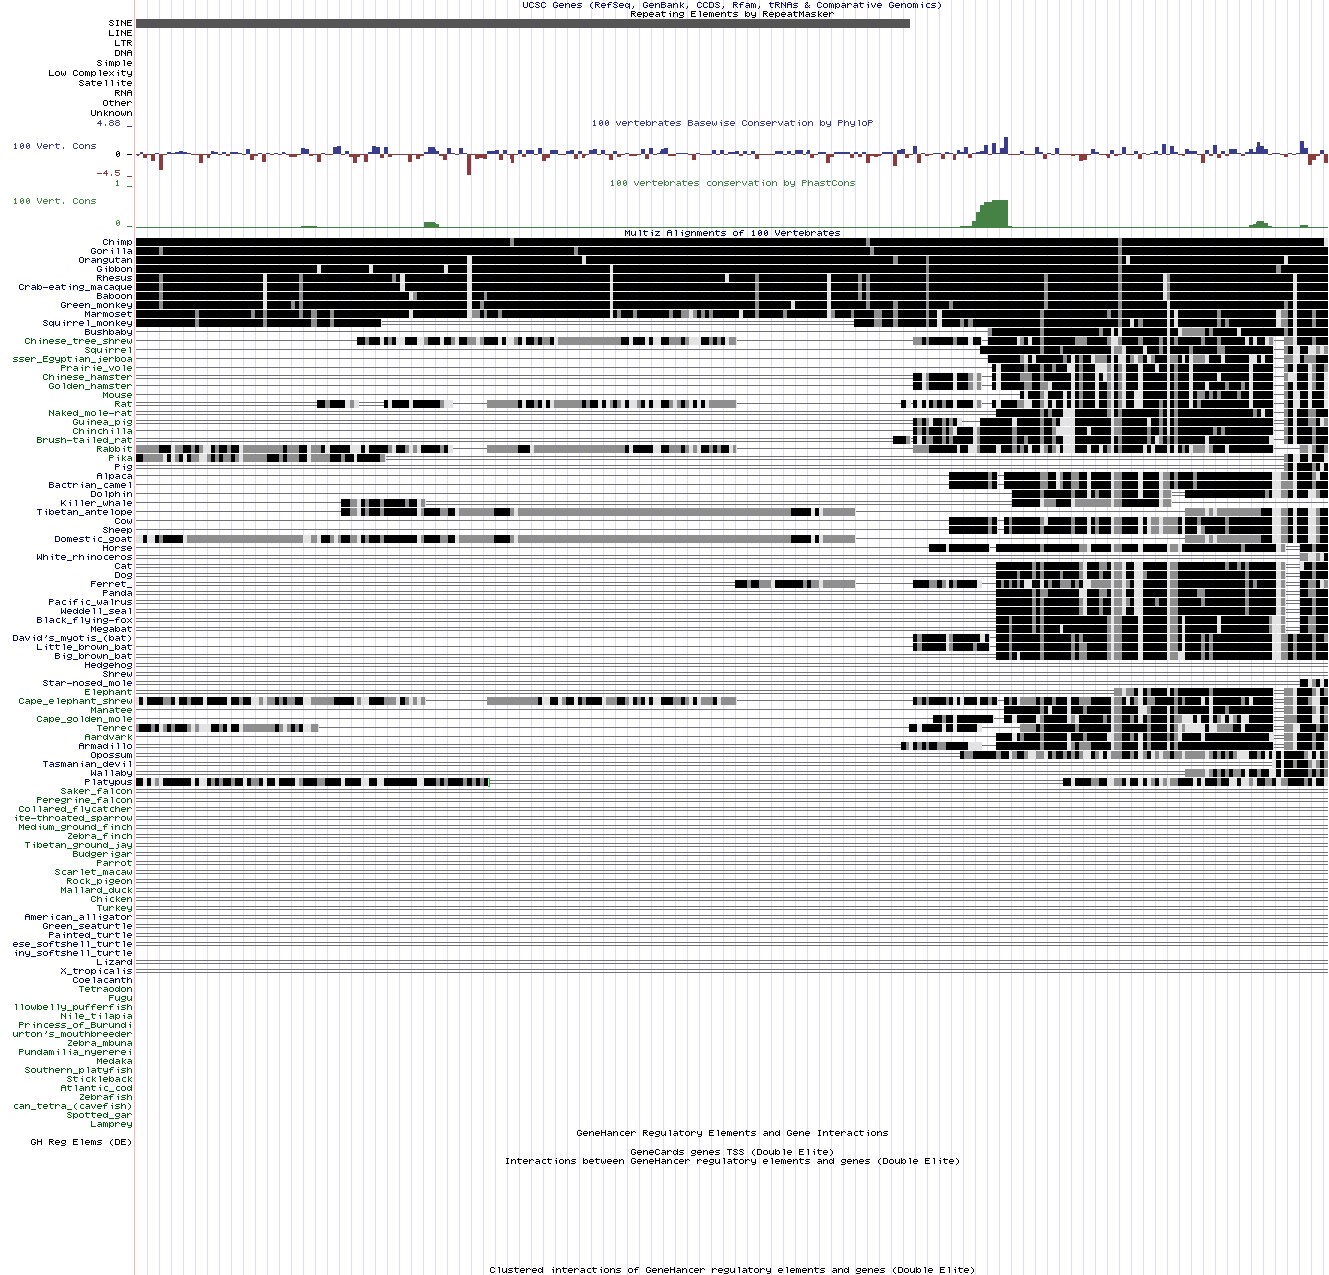 UCSC Genes (RefSeq, GenBank, CCDS, Rfam, tRNAs & Comparative Genomics)
Repeating Elements by RepeatMasker
SINE
LINE
LTR
DNA
Simple
Low Complexity
Satellite
RNA
Other
Unknown
100 vertebrates Basewise Conservation by PhyloP
4.88 _
100 Vert. Cons
0 -
-4.5 _
100 vertebrates conservation by PhastCons
1 _
100 Vert. Cons
0 _
Multiz Alignments of 100 Vertebrates
Chimp
Gorilla
Orangutan
Gibbon
Rhesus
Crab-eating_macaque
Baboon
Green_monkey
Marmoset
Squirrel_monkey
Bushbaby
Chinese_tree_shrew
Squirrel
sser_Egyptian_jerboa
Prairie_vole
Chinese_hamster
Golden_hamster
Mouse
Rat
Naked_mole-rat
Guinea_pig
Chinchilla
Brush-tailed_rat
Rabbit
Pika
Pig
Alpaca
Bactrian_camel
Dolphin
Killer_whale
Tibetan_antelope
Cow
Sheep
Domestic_goat
Horse
White_rhinoceros
Cat
Dog
Ferret_
Panda
Pacific_walrus
Weddell_seal
Black_flying-fox
Megabat
David's_myotis_(bat)
Little_brown_bat
Big_brown_bat
Hedgehog
Shrew
Star-nosed_mole
Elephant
Cape_elephant_shrew
Manatee
Cape_golden_mole
Tenrec
Aardvark
Armadillo
Opossum
Tasmanian_devil
Wallaby
Platypus
Saker_falcon
Peregrine_falcon
Collared_flycatcher
ite-throated_sparrow
Medium_ground_finch
Zebra_finch
Tibetan_ground_jay
Budgerigar
Parrot
Scarlet_macaw
Rock_pigeon
Mallard_duck
Chicken
Turkey
American_alligator
Green_seaturtle
Painted_turtle
ese_softshell_turtle
iny_softshell_turtle
Lizard
X_tropicalis
Coelacanth
Tetraodon
Fugu
llowbelly_pufferfish
Nile_tilapia
Princess_of_Burundi
urton's_mouthbreeder
Zebra_mbuna
Pundamilia_nyererei
Medaka
Southern_platyfish
Stickleback
Atlantic_cod
Zebrafish
can_tetra_(cavefish)
Spotted_gar
Lamprey
GeneHancer Regulatory Elements and Gene Interactions
GH Reg Elems (DE)
GeneCards genes TSS (Double Elite)
Interactions between GeneHancer regulatory elements and genes (Double Elite)
Clustered interactions of GeneHancer regulatory elements and genes (Double Elite)